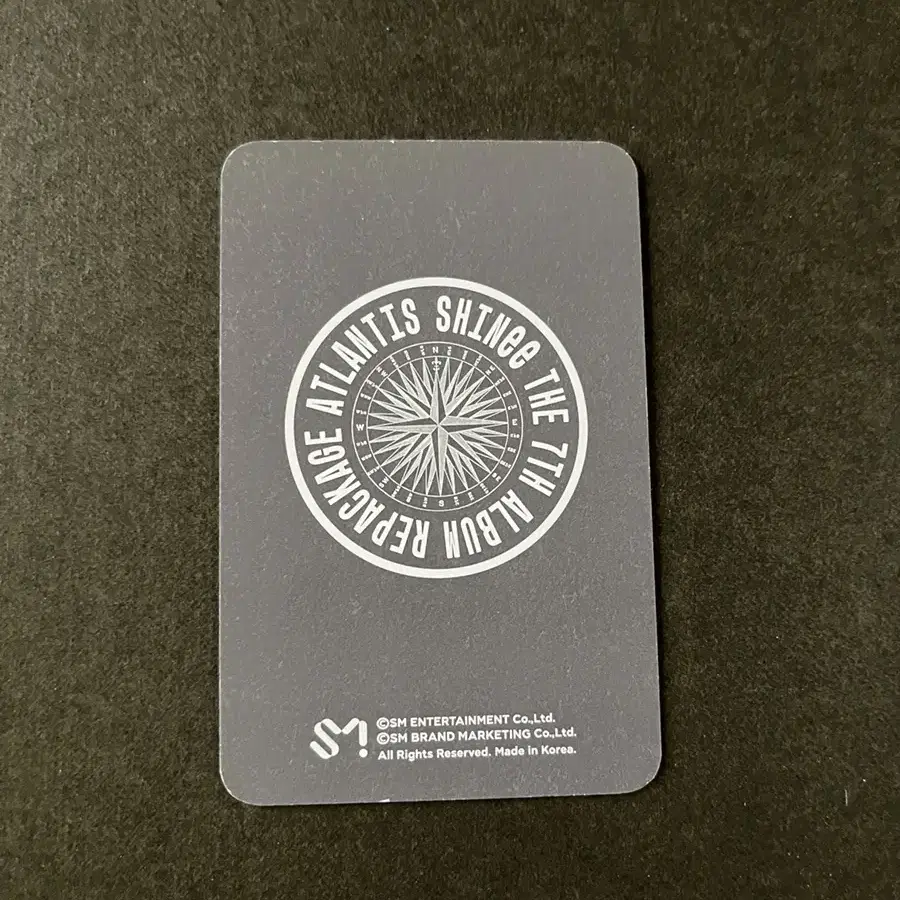 SHINee THE 7TH ALBUM REPACKAGE ATLANTIS
N
E
S
W
SM
©SM ENTERTAINMENT Co.,Ltd.
©SM BRAND MARKETING Co.,Ltd.
All Rights Reserved. Made in Korea.